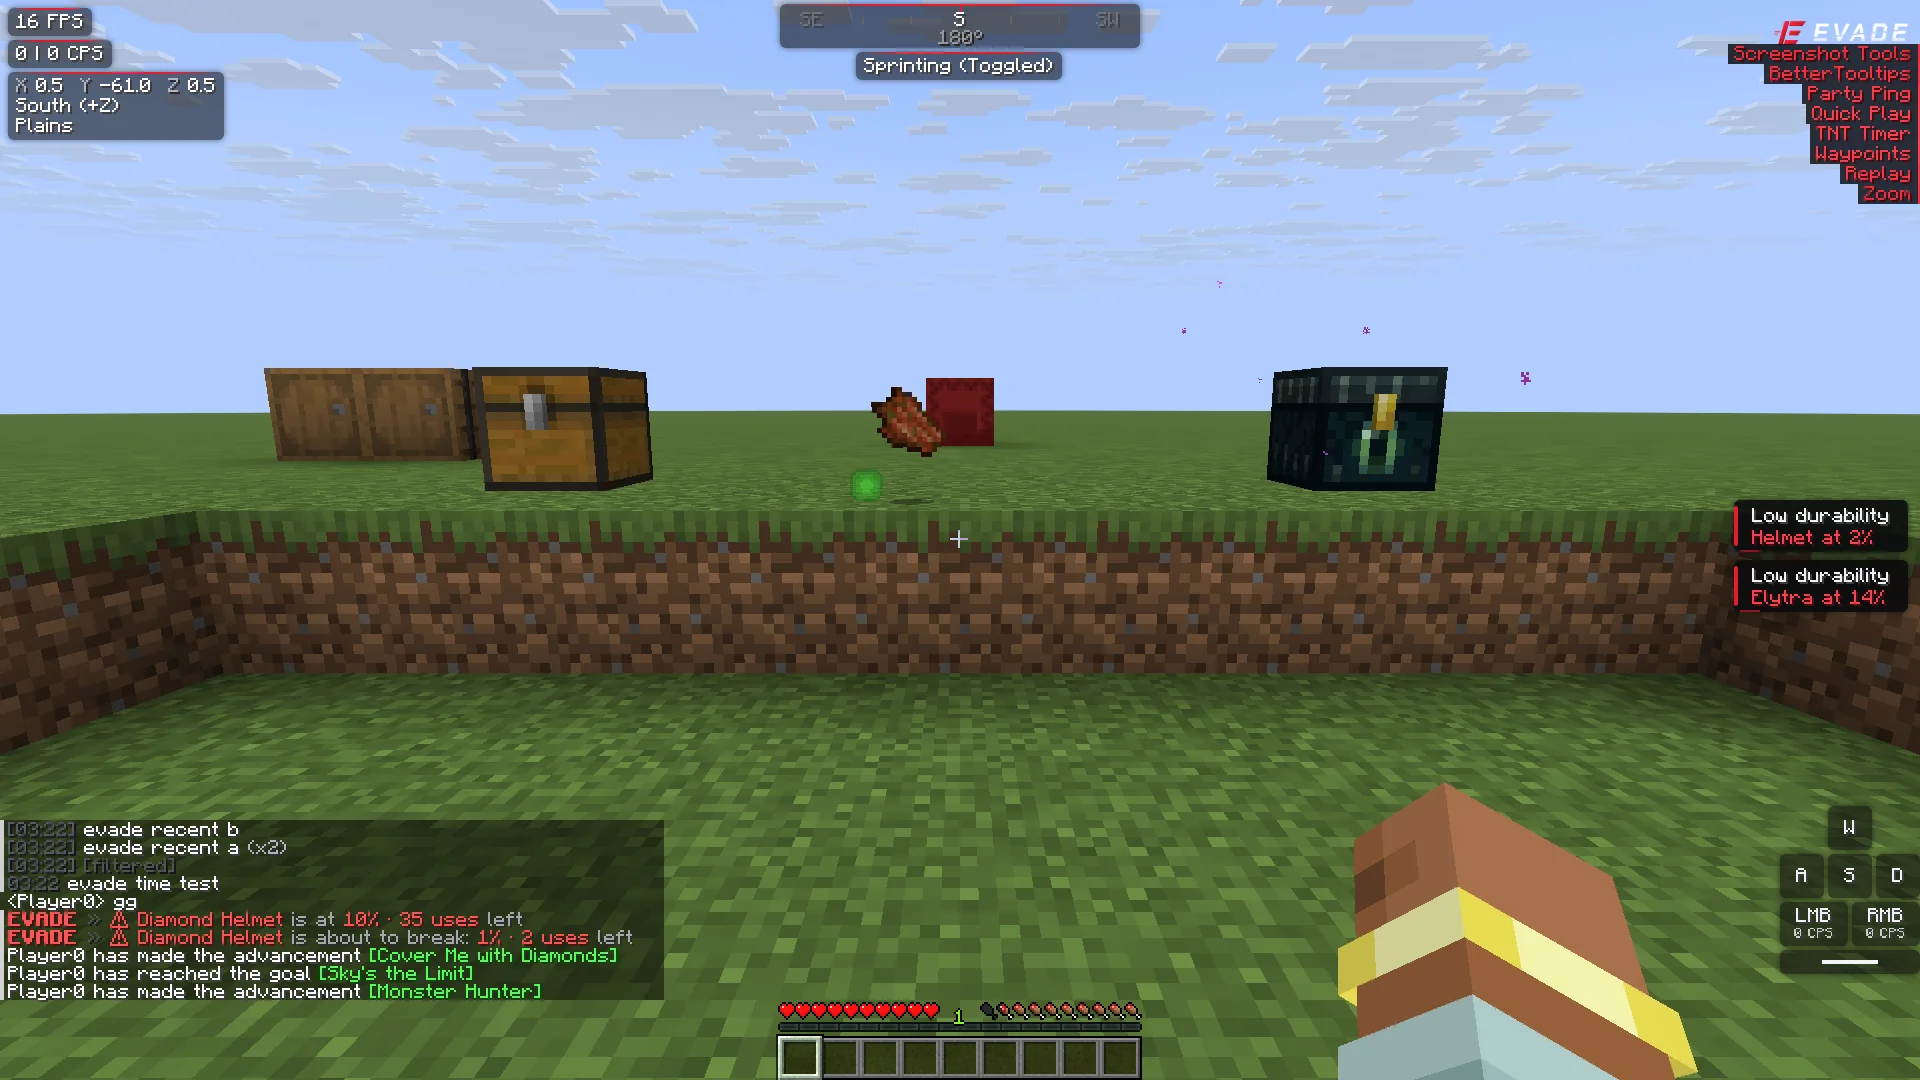 16 FPS
0 | 0 CPS
X 0.5 Y -61.0 Z 0.5
South (+Z)
Plains
SE S SW
180°
Sprinting (Toggled)
EVADE
Screenshot Tools
BetterTooltips
Party Ping
Quick Play
TNT Timer
Waypoints
Replay
Zoom
Low durability
Helmet at 2%
Low durability
Elytra at 14%
[03:22] evade recent b
[03:22] evade recent a (x2)
[03:22] [filtered]
03:22 evade time test
<Player0> gg
EVADE » ⚠ Diamond Helmet is at 10% · 35 uses left
EVADE » ⚠ Diamond Helmet is about to break: 1% · 2 uses left
Player0 has made the advancement [Cover Me with Diamonds]
Player0 has reached the goal [Sky's the Limit]
Player0 has made the advancement [Monster Hunter]
1
W
A S D
LMB RMB
0 CPS 0 CPS